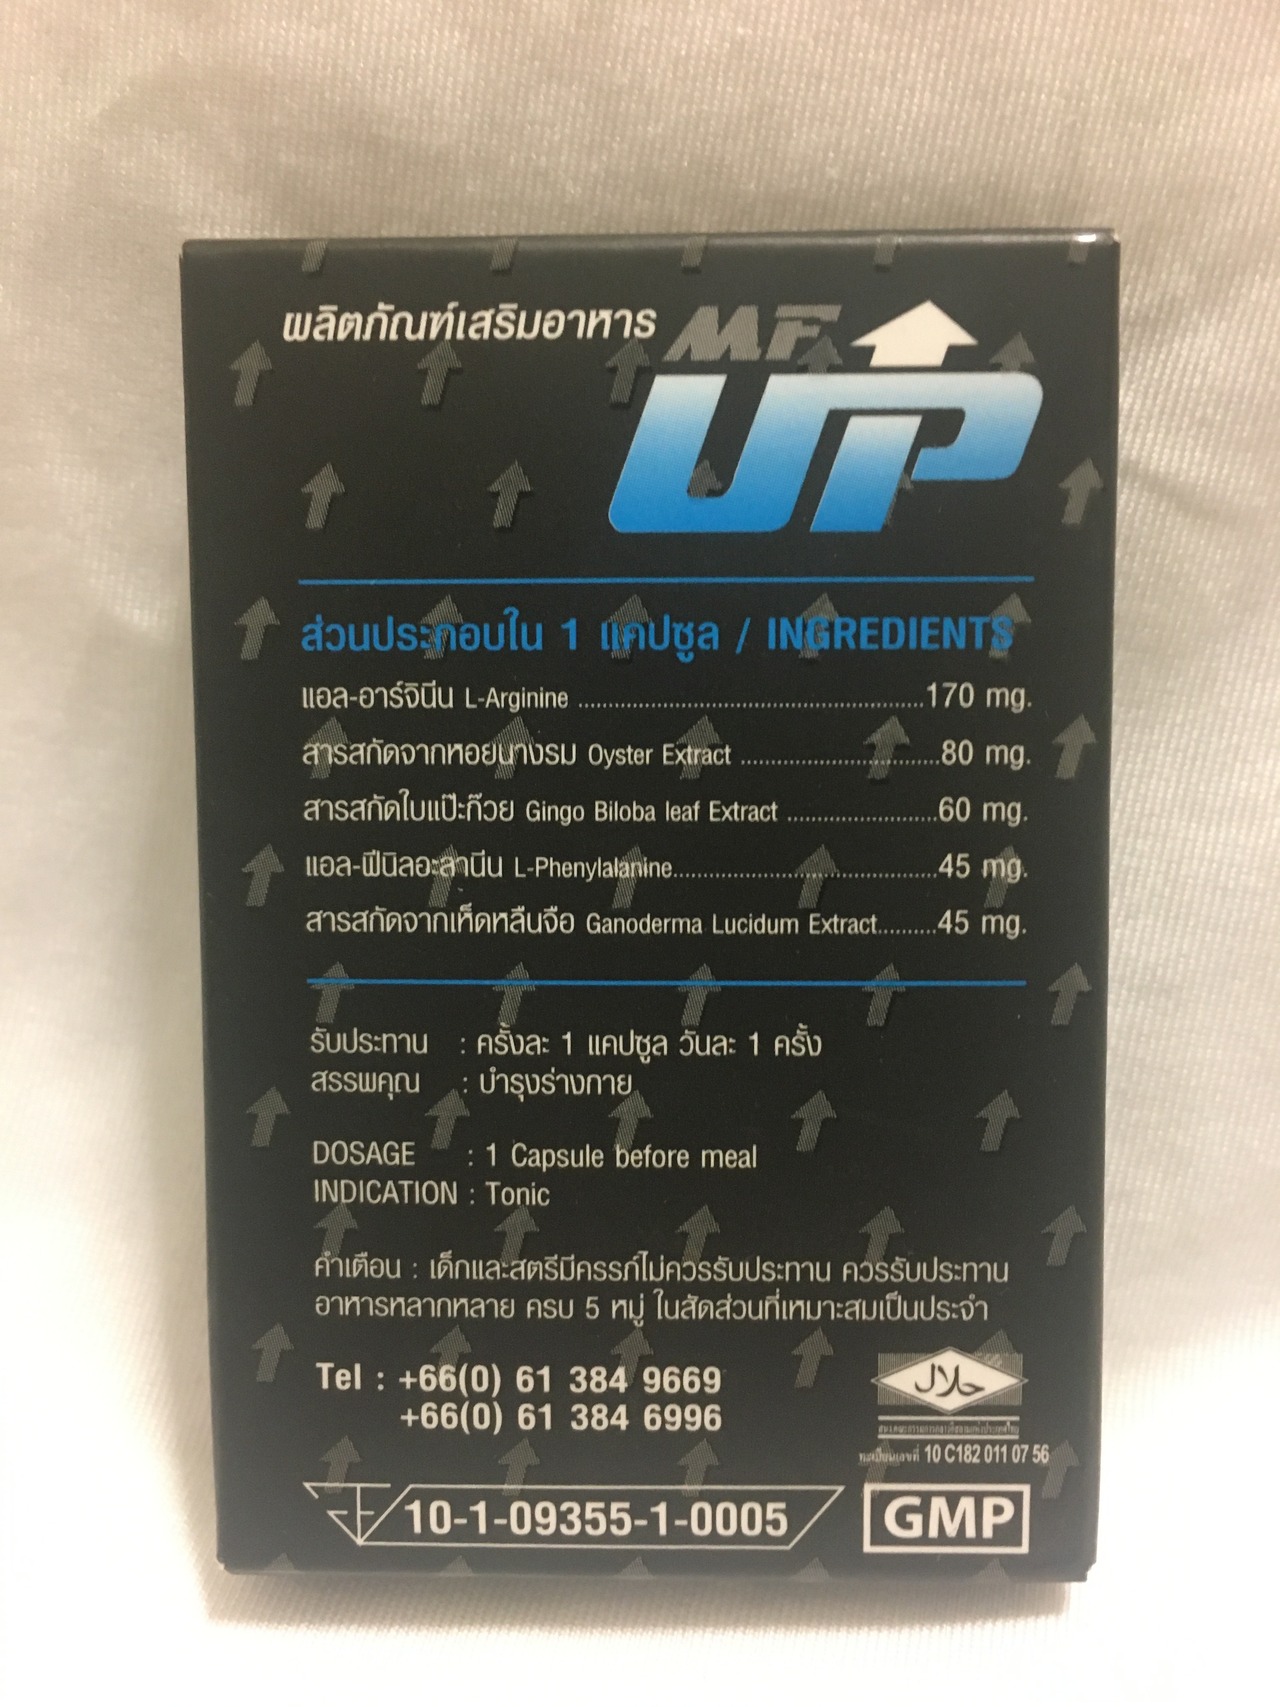 ผลิตภัณฑ์เสริมอาหาร MF
UP
ส่วนประกอบใน 1 แคปซูล / INGREDIENTS
แอล-อาร์จินีน L-Arginine ..........................................................170 mg.
สารสกัดจากหอยนางรม Oyster Extract .................................80 mg.
สารสกัดใบแป๊ะก๊วย Gingo Biloba leaf Extract .........................60 mg.
แอล-ฟีนิลอะลานีน L-Phenylalanine............................................45 mg.
สารสกัดจากเห็ดหลินจือ Ganoderma Lucidum Extract..........45 mg.
รับประทาน : ครั้งละ 1 แคปซูล วันละ 1 ครั้ง
สรรพคุณ : บำรุงร่างกาย
DOSAGE : 1 Capsule before meal
INDICATION : Tonic
คำเตือน : เด็กและสตรีมีครรภ์ไม่ควรรับประทาน ควรรับประทาน
อาหารหลากหลาย ครบ 5 หมู่ ในสัดส่วนที่เหมาะสมเป็นประจำ
Tel : +66(0) 61 384 9669
+66(0) 61 384 6996
حلال
ทะเบียนเลขที่ 10 C182 011 07 56
10-1-09355-1-0005
GMP